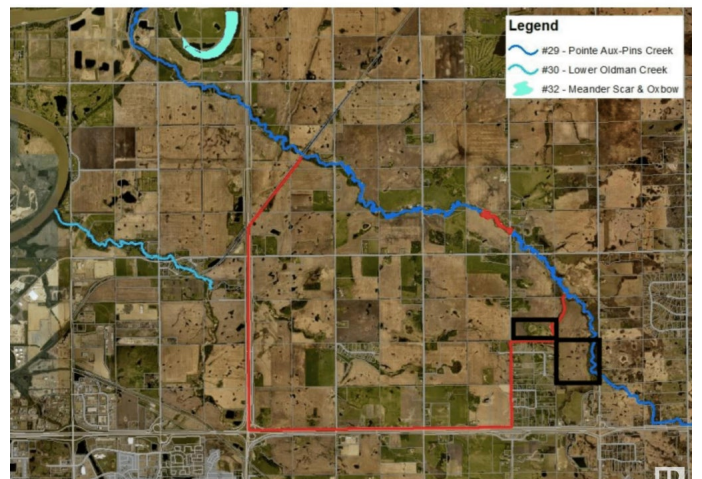 Legend
#29 - Pointe Aux-Pins Creek
#30 - Lower Oldman Creek
#32 - Meander Scar & Oxbow